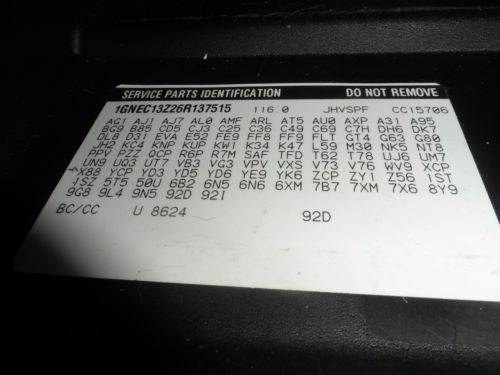 SERVICE PARTS IDENTIFICATION DO NOT REMOVE
1GNEC13Z26R137515 116.0 JHVSPF CC15706
AG1 AJ1 AJ7 AL0 AMF ARL AT5 AU0 AXP A31 A95
BG9 B85 CD5 CJ3 C25 C36 C49 C69 C7H DH6 DK7
DL8 D31 EVA E52 FE9 FF8 FF9 FLT GT4 G63 G80
JH2 KC4 KNP KUP KW1 K34 K47 L59 M30 NK5 NT8
PPV PZZ QCP R6P R7M SAF TFD T62 T78 UJ6 UM7
UN9 UQ3 UT7 VB3 VG3 VPV VXS V73 V76 WV9 XCP
X88 YCP YD3 YD5 YD6 YE9 YK6 ZCP ZY1 Z56 1ST
1SZ 5T5 50U 6B2 6N5 6N6 6XM 7B7 7XM 7X6 8Y9
9G8 9L4 9N5 92D 92I
BC/CC U 8624 92D